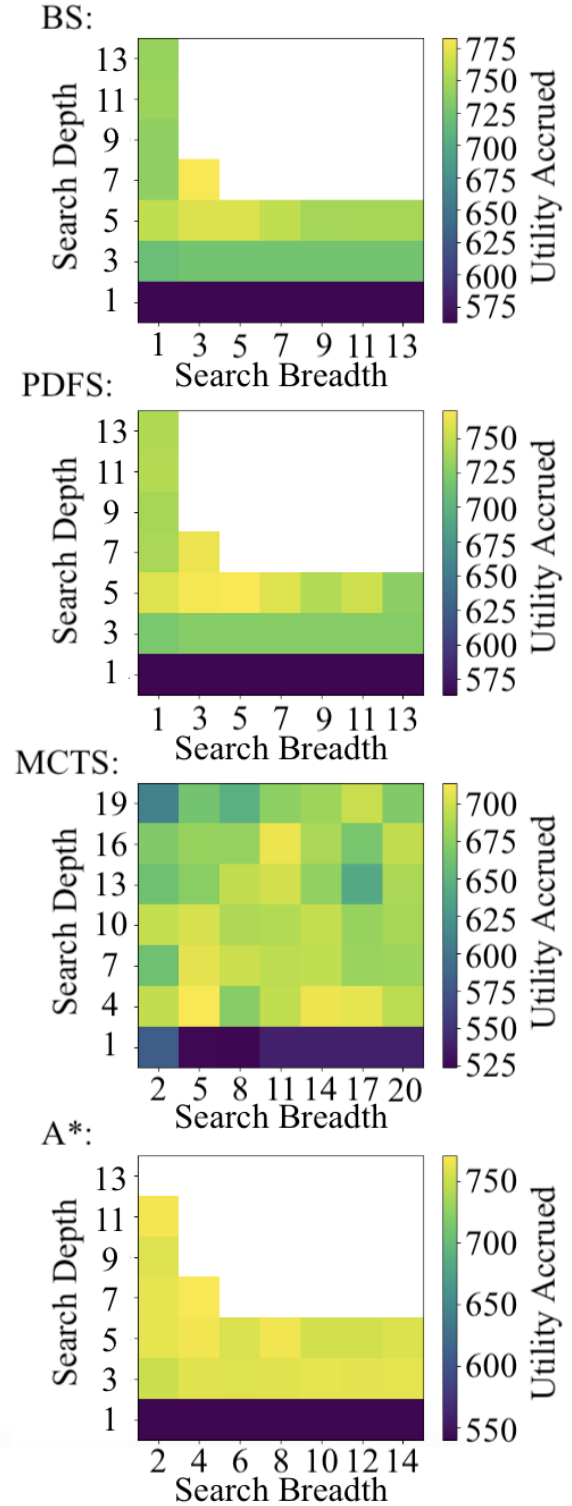 BS:
Search Depth
13
11
9
7
5
3
1
1 3 5 7 9 11 13
Search Breadth
775
750
725
700
675
650
625
600
575
Utility Accrued
PDFS:
Search Depth
13
11
9
7
5
3
1
1 3 5 7 9 11 13
Search Breadth
750
725
700
675
650
625
600
575
Utility Accrued
MCTS:
Search Depth
19
16
13
10
7
4
1
2 5 8 11 14 17 20
Search Breadth
700
675
650
625
600
575
550
525
Utility Accrued
A*:
Search Depth
13
11
9
7
5
3
1
2 4 6 8 10 12 14
Search Breadth
750
700
650
600
550
Utility Accrued